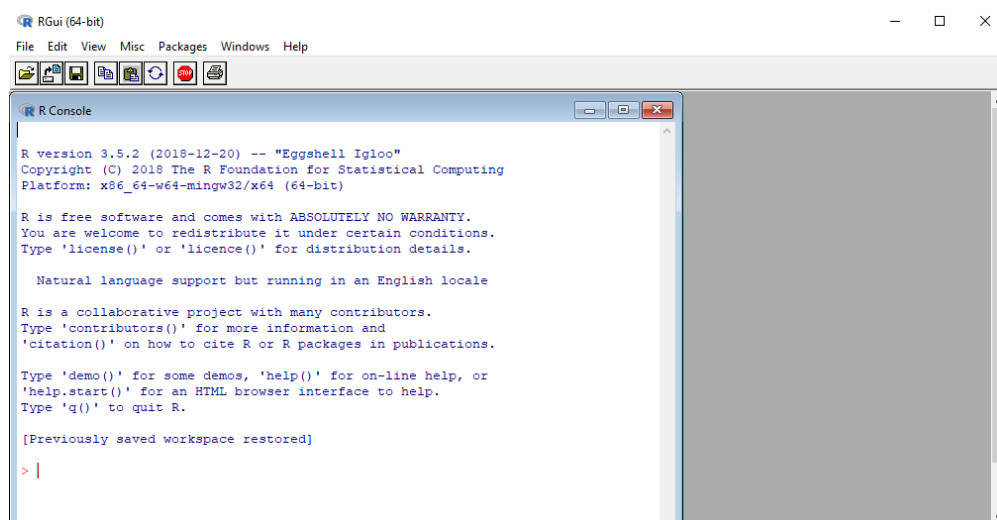 RGui (64-bit)
File Edit View Misc Packages Windows Help
STOP
R Console
R version 3.5.2 (2018-12-20) -- "Eggshell Igloo"
Copyright (C) 2018 The R Foundation for Statistical Computing
Platform: x86_64-w64-mingw32/x64 (64-bit)
R is free software and comes with ABSOLUTELY NO WARRANTY.
You are welcome to redistribute it under certain conditions.
Type 'license()' or 'licence()' for distribution details.
Natural language support but running in an English locale
R is a collaborative project with many contributors.
Type 'contributors()' for more information and
'citation()' on how to cite R or R packages in publications.
Type 'demo()' for some demos, 'help()' for on-line help, or
'help.start()' for an HTML browser interface to help.
Type 'q()' to quit R.
[Previously saved workspace restored]
>